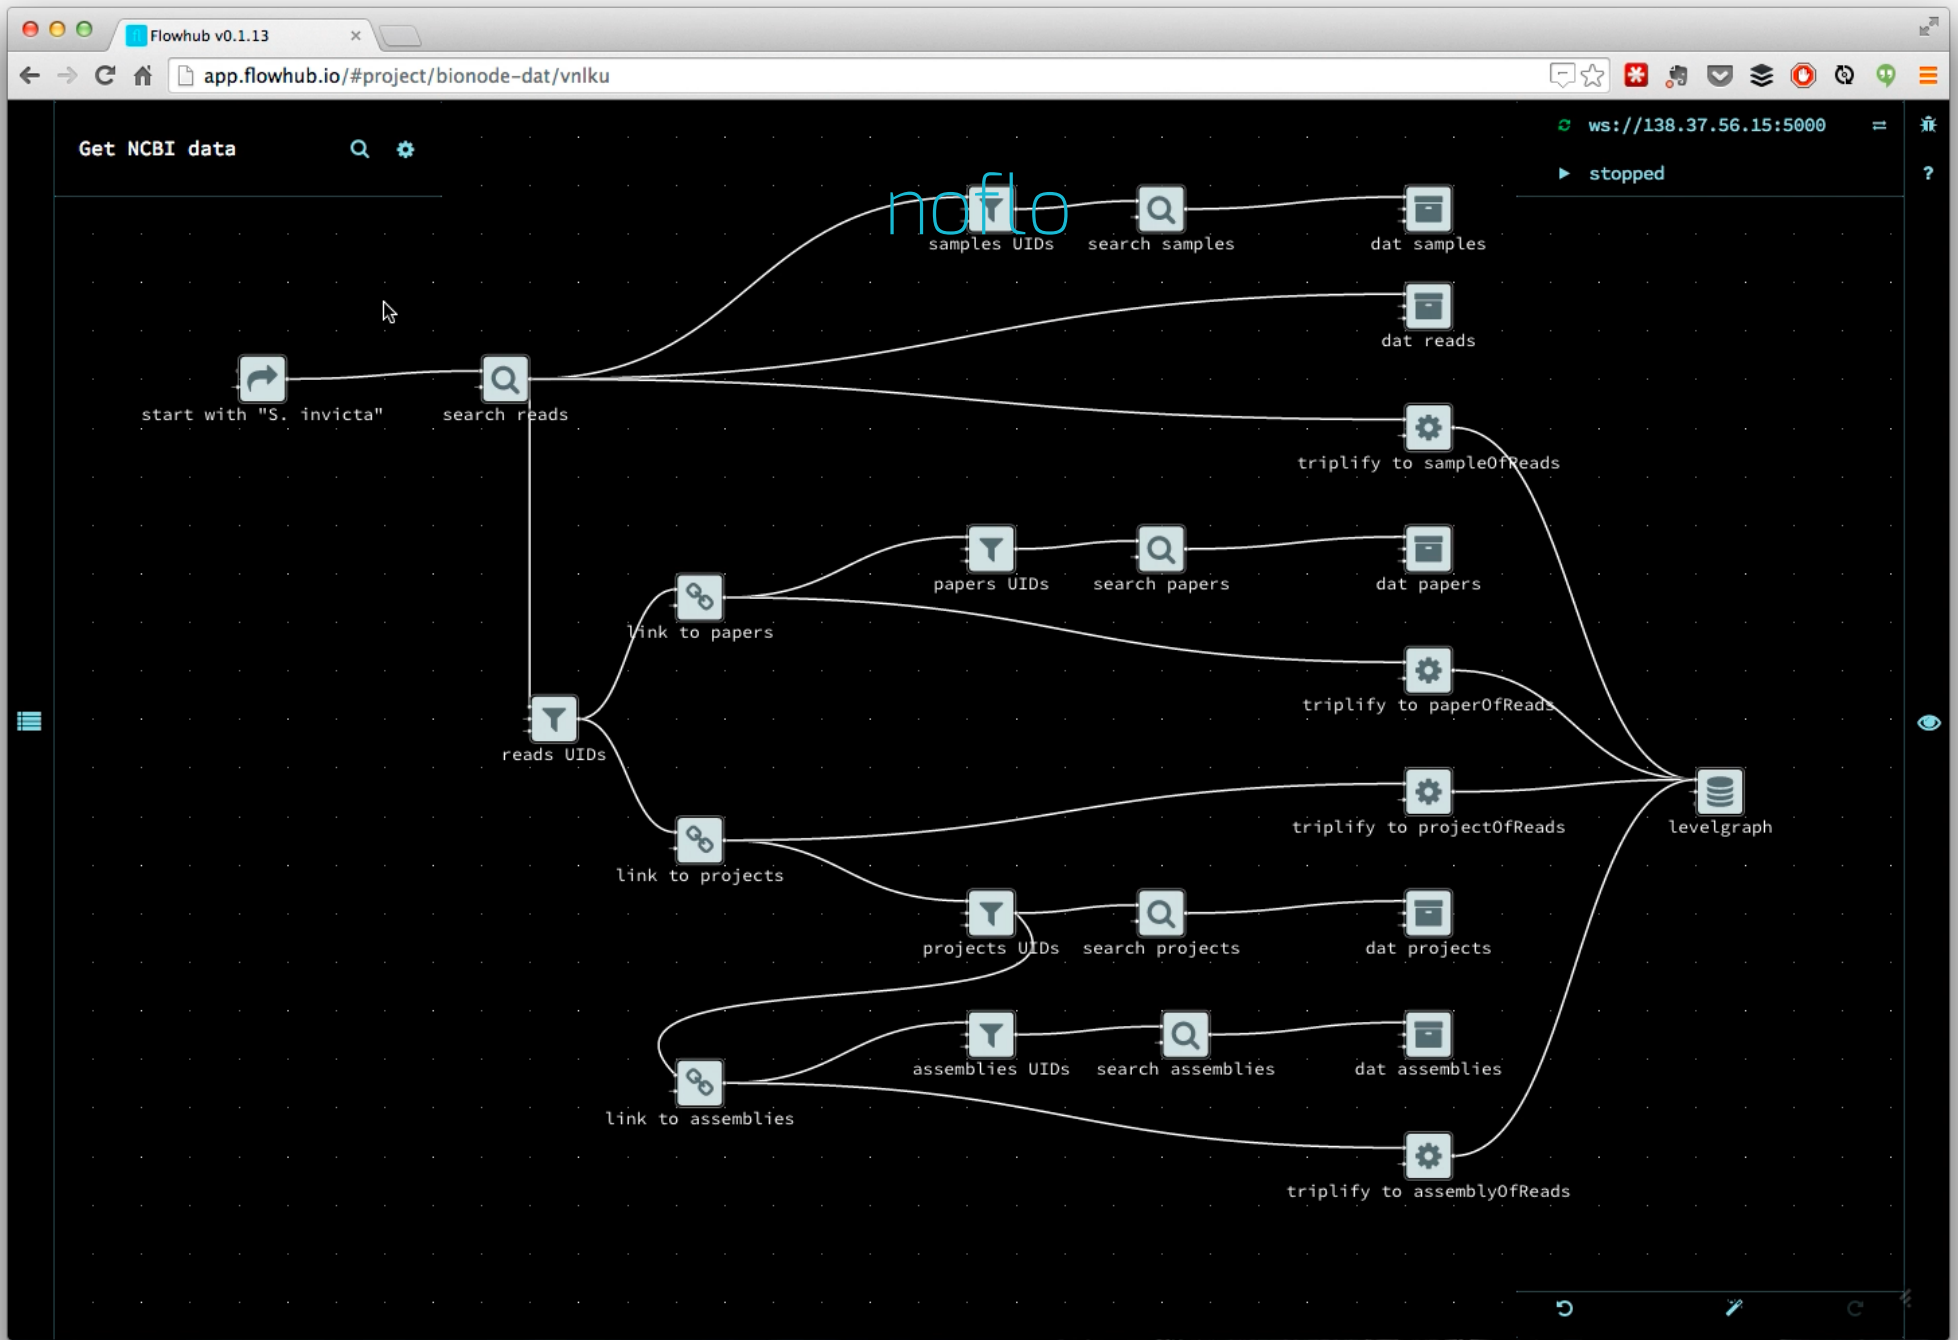 Flowhub v0.1.13
app.flowhub.io/#project/bionode-dat/vnlku
Get NCBI data
ws://138.37.56.15:5000
stopped
?
noflo
samples UIDs
search samples
dat samples
dat reads
start with "S. invicta"
search reads
triplify to sampleOfReads
papers UIDs
search papers
dat papers
link to papers
triplify to paperOfReads
reads UIDs
triplify to projectOfReads
levelgraph
link to projects
projects UIDs
search projects
dat projects
assemblies UIDs
search assemblies
dat assemblies
link to assemblies
triplify to assemblyOfReads